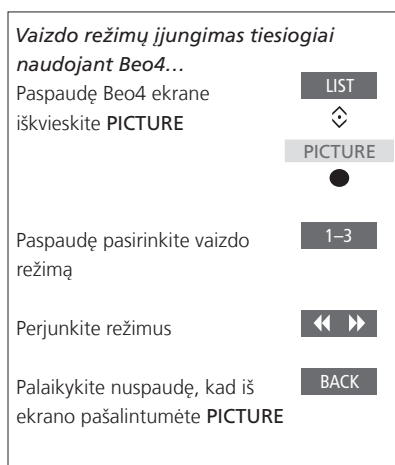 Vaizdo režimų įjungimas tiesiogiai
naudojant Beo4…
Paspaudę Beo4 ekrane
iškvieskite PICTURE
LIST
PICTURE
Paspaudę pasirinkite vaizdo
režimą
1–3
Perjunkite režimus
Palaikykite nuspaudę, kad iš
ekrano pašalintumėte PICTURE
BACK